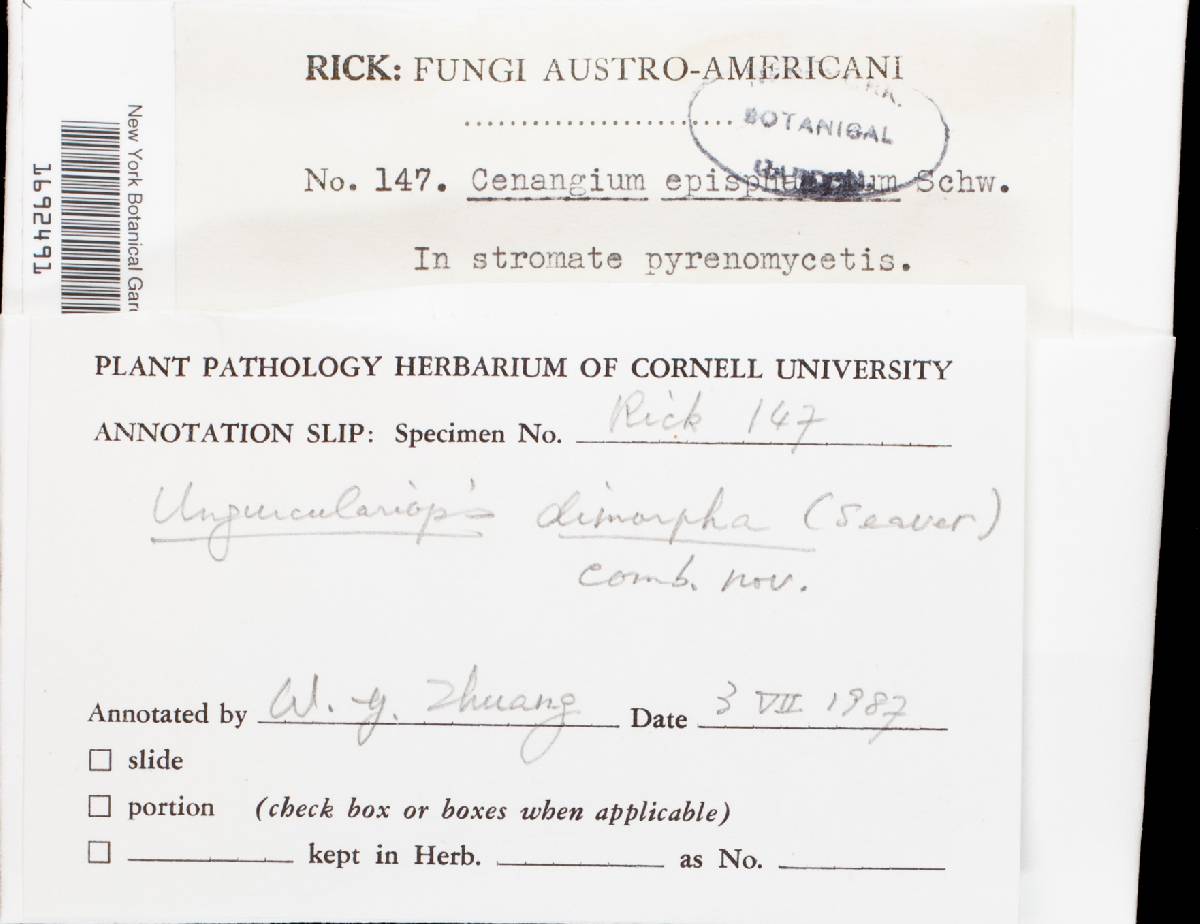 RICK: FUNGI AUSTRO-AMERICANI
BOTANICAL
No. 147. Cenangium Schw.
In stromate pyrenomycetis.
New York Botanical
PLANT PATHOLOGY HERBARIUM OF CORNELL UNIVERSITY
ANNOTATION SLIP: Specimen No. Rick 147
Unguiculariopsis dimorpha (Seaver)
comb. nov.
Annotated by W. Y. Zhuang Date 3 VII 1987
slide
portion (check box or boxes when applicable)
kept in Herb. as No.